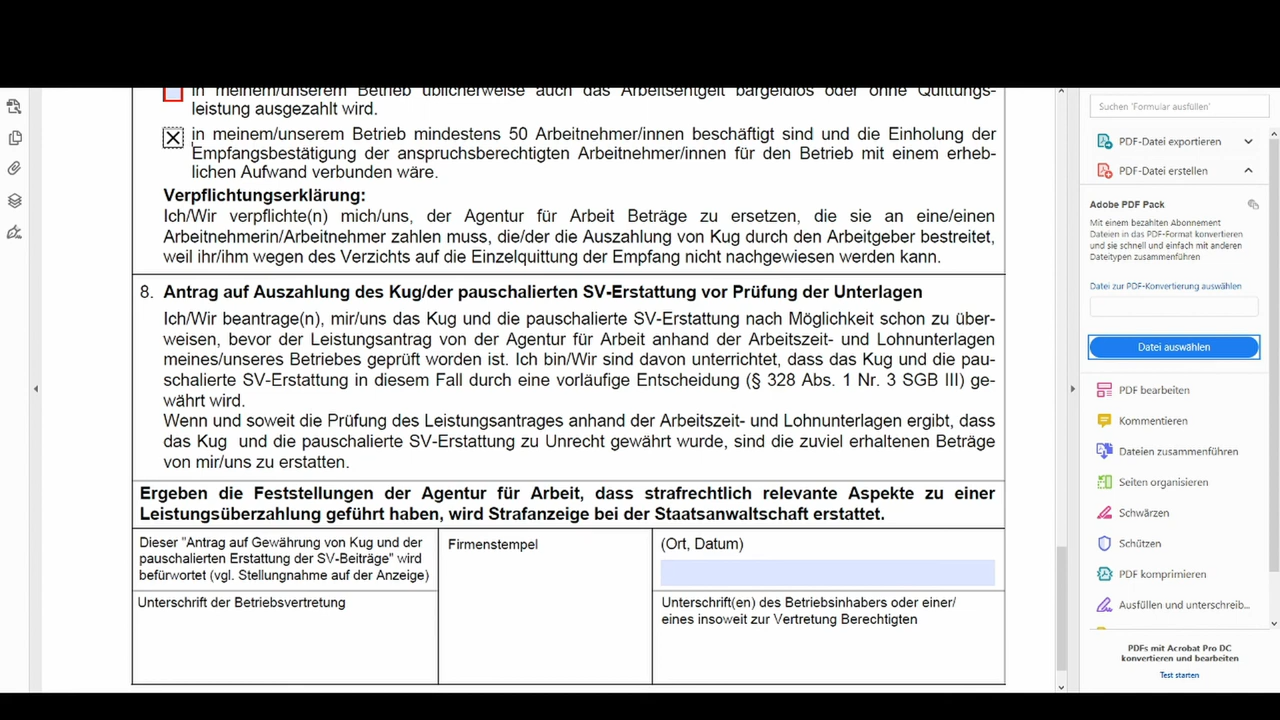 in meinem/unserem Betrieb üblicherweise auch das Arbeitsentgelt bargeldlos oder ohne Quittungs-
leistung ausgezahlt wird.
in meinem/unserem Betrieb mindestens 50 Arbeitnehmer/innen beschäftigt sind und die Einholung der
Empfangsbestätigung der anspruchsberechtigten Arbeitnehmer/innen für den Betrieb mit einem erheb-
lichen Aufwand verbunden wäre.
Verpflichtungserklärung:
Ich/Wir verpflichte(n) mich/uns, der Agentur für Arbeit Beträge zu ersetzen, die sie an eine/einen
Arbeitnehmerin/Arbeitnehmer zahlen muss, die/der die Auszahlung von Kug durch den Arbeitgeber bestreitet,
weil ihr/ihm wegen des Verzichts auf die Einzelquittung der Empfang nicht nachgewiesen werden kann.
8. Antrag auf Auszahlung des Kug/der pauschalierten SV-Erstattung vor Prüfung der Unterlagen
Ich/Wir beantrage(n), mir/uns das Kug und die pauschalierte SV-Erstattung nach Möglichkeit schon zu über-
weisen, bevor der Leistungsantrag von der Agentur für Arbeit anhand der Arbeitszeit- und Lohnunterlagen
meines/unseres Betriebes geprüft worden ist. Ich bin/Wir sind davon unterrichtet, dass das Kug und die pau-
schalierte SV-Erstattung in diesem Fall durch eine vorläufige Entscheidung (§ 328 Abs. 1 Nr. 3 SGB III) ge-
währt wird.
Wenn und soweit die Prüfung des Leistungsantrages anhand der Arbeitszeit- und Lohnunterlagen ergibt, dass
das Kug und die pauschalierte SV-Erstattung zu Unrecht gewährt wurde, sind die zuviel erhaltenen Beträge
von mir/uns zu erstatten.
Ergeben die Feststellungen der Agentur für Arbeit, dass strafrechtlich relevante Aspekte zu einer
Leistungsüberzahlung geführt haben, wird Strafanzeige bei der Staatsanwaltschaft erstattet.
Dieser "Antrag auf Gewährung von Kug und der
pauschalierten Erstattung der SV-Beiträge" wird
befürwortet (vgl. Stellungnahme auf der Anzeige)
Unterschrift der Betriebsvertretung
Firmenstempel
(Ort, Datum)
Unterschrift(en) des Betriebsinhabers oder einer/
eines insoweit zur Vertretung Berechtigten
Suchen 'Formular ausfüllen'
PDF-Datei exportieren
PDF-Datei erstellen
Adobe PDF Pack
Mit einem bezahlten Abonnement
Dateien in das PDF-Format konvertieren
und sie schnell und einfach mit anderen
Dateitypen zusammenführen
Datei zur PDF-Konvertierung auswählen
Datei auswählen
PDF bearbeiten
Kommentieren
Dateien zusammenführen
Seiten organisieren
Schwärzen
Schützen
PDF komprimieren
Ausfüllen und unterschreib...
PDFs mit Acrobat Pro DC
konvertieren und bearbeiten
Test starten